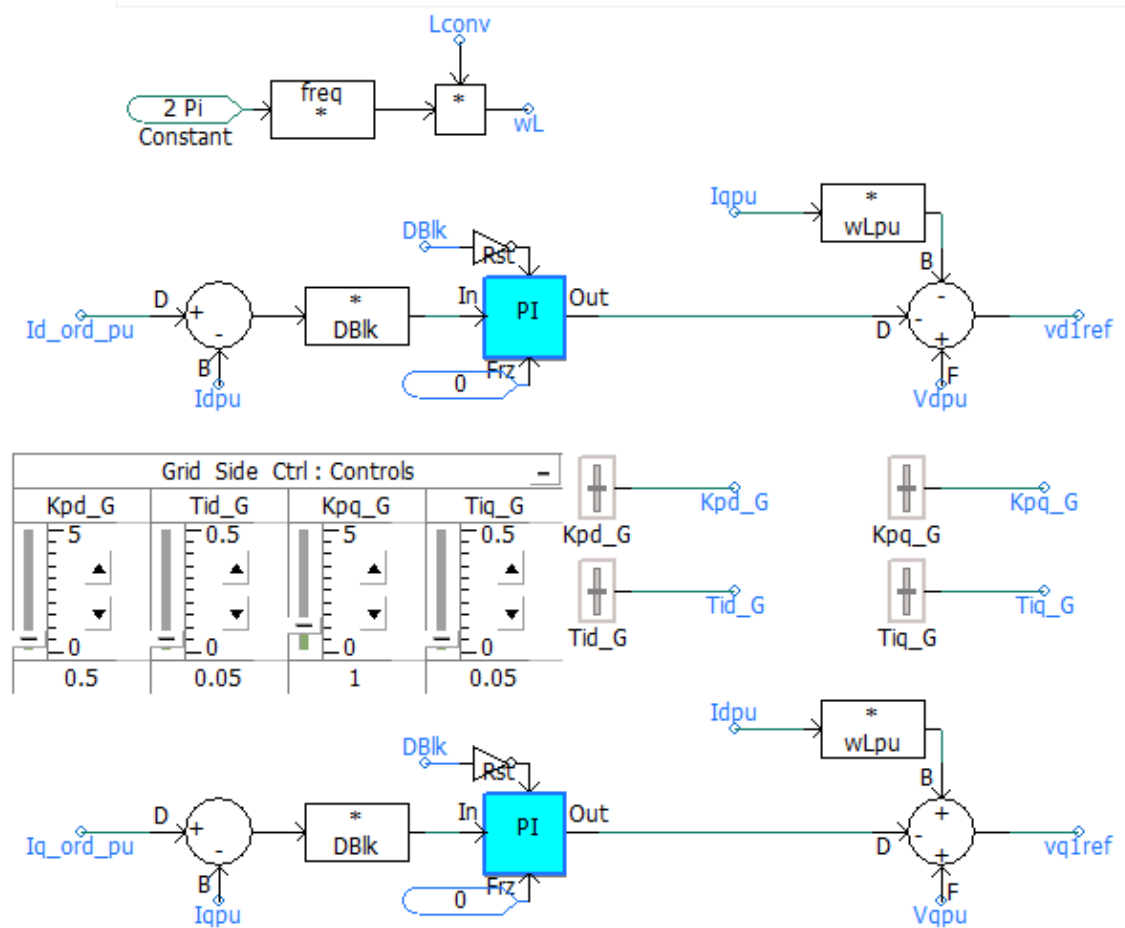 Lconv
2 Pi
Constant
freq
*
*
wL
Iqpu
*
wLpu
DBlk
Rst
B
D
+
-
Id_ord_pu
B
Idpu
*
DBlk
In
PI
Out
Frz
0
-
-
+
D
F
Vdpu
vd1ref
Grid Side Ctrl : Controls
Kpd_G Tid_G Kpq_G Tiq_G
5 0.5 5 0.5
0 0 0 0
0.5 0.05 1 0.05
Kpd_G
Kpd_G
Kpq_G
Kpq_G
Tid_G
Tid_G
Tiq_G
Tiq_G
Idpu
*
wLpu
DBlk
Rst
B
D
+
-
Iq_ord_pu
B
Iqpu
*
DBlk
In
PI
Out
Frz
0
+
-
+
D
F
Vqpu
vq1ref